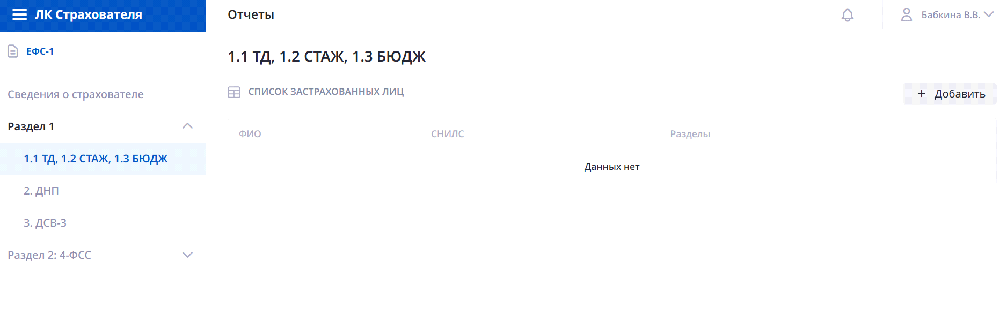 ЛК Страхователя
Отчеты
Бабкина В.В.
ЕФС-1
Сведения о страхователе
Раздел 1
1.1 ТД, 1.2 СТАЖ, 1.3 БЮДЖ
2. ДНП
3. ДСВ-3
Раздел 2: 4-ФСС
1.1 ТД, 1.2 СТАЖ, 1.3 БЮДЖ
СПИСОК ЗАСТРАХОВАННЫХ ЛИЦ
+ Добавить
ФИО СНИЛС Разделы
Данных нет